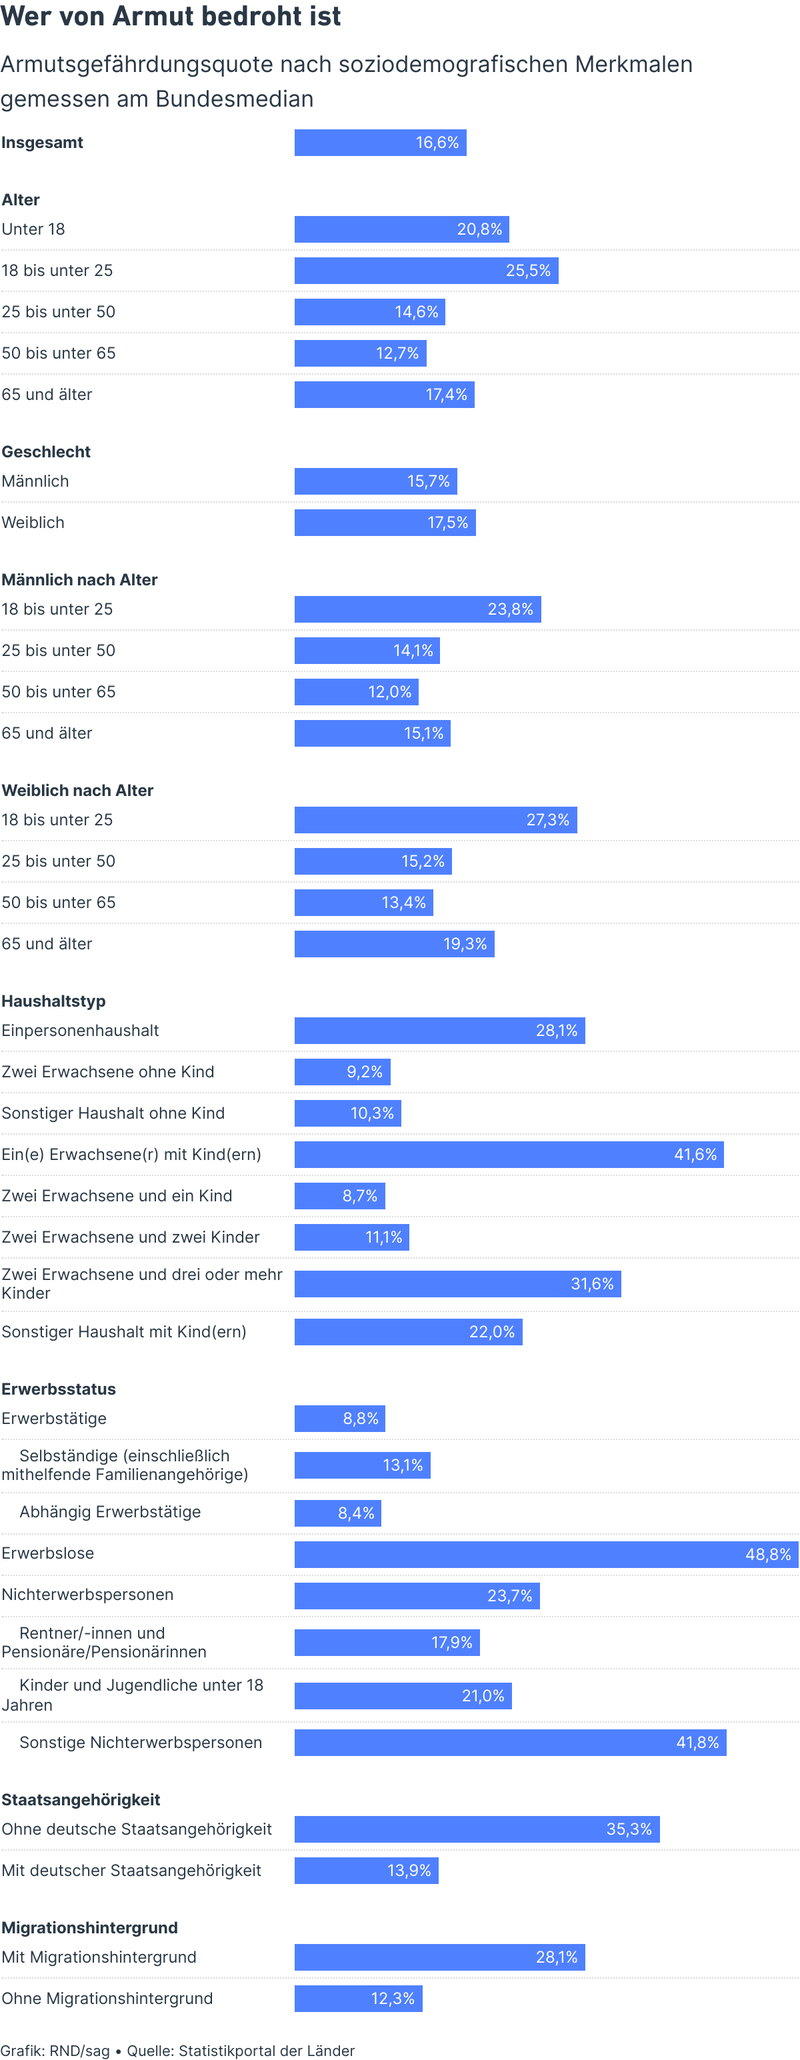 Wer von Armut bedroht ist
Armutsgefährdungsquote nach soziodemografischen Merkmalen
gemessen am Bundesmedian
Insgesamt 16,6%
Alter
Unter 18 20,8%
18 bis unter 25 25,5%
25 bis unter 50 14,6%
50 bis unter 65 12,7%
65 und älter 17,4%
Geschlecht
Männlich 15,7%
Weiblich 17,5%
Männlich nach Alter
18 bis unter 25 23,8%
25 bis unter 50 14,1%
50 bis unter 65 12,0%
65 und älter 15,1%
Weiblich nach Alter
18 bis unter 25 27,3%
25 bis unter 50 15,2%
50 bis unter 65 13,4%
65 und älter 19,3%
Haushaltstyp
Einpersonenhaushalt 28,1%
Zwei Erwachsene ohne Kind 9,2%
Sonstiger Haushalt ohne Kind 10,3%
Ein(e) Erwachsene(r) mit Kind(ern) 41,6%
Zwei Erwachsene und ein Kind 8,7%
Zwei Erwachsene und zwei Kinder 11,1%
Zwei Erwachsene und drei oder mehr
Kinder 31,6%
Sonstiger Haushalt mit Kind(ern) 22,0%
Erwerbsstatus
Erwerbstätige 8,8%
Selbständige (einschließlich
mithelfende Familienangehörige) 13,1%
Abhängig Erwerbstätige 8,4%
Erwerbslose 48,8%
Nichterwerbspersonen 23,7%
Rentner/-innen und
Pensionäre/Pensionärinnen 17,9%
Kinder und Jugendliche unter 18
Jahren 21,0%
Sonstige Nichterwerbspersonen 41,8%
Staatsangehörigkeit
Ohne deutsche Staatsangehörigkeit 35,3%
Mit deutscher Staatsangehörigkeit 13,9%
Migrationshintergrund
Mit Migrationshintergrund 28,1%
Ohne Migrationshintergrund 12,3%
Grafik: RND/sag • Quelle: Statistikportal der Länder